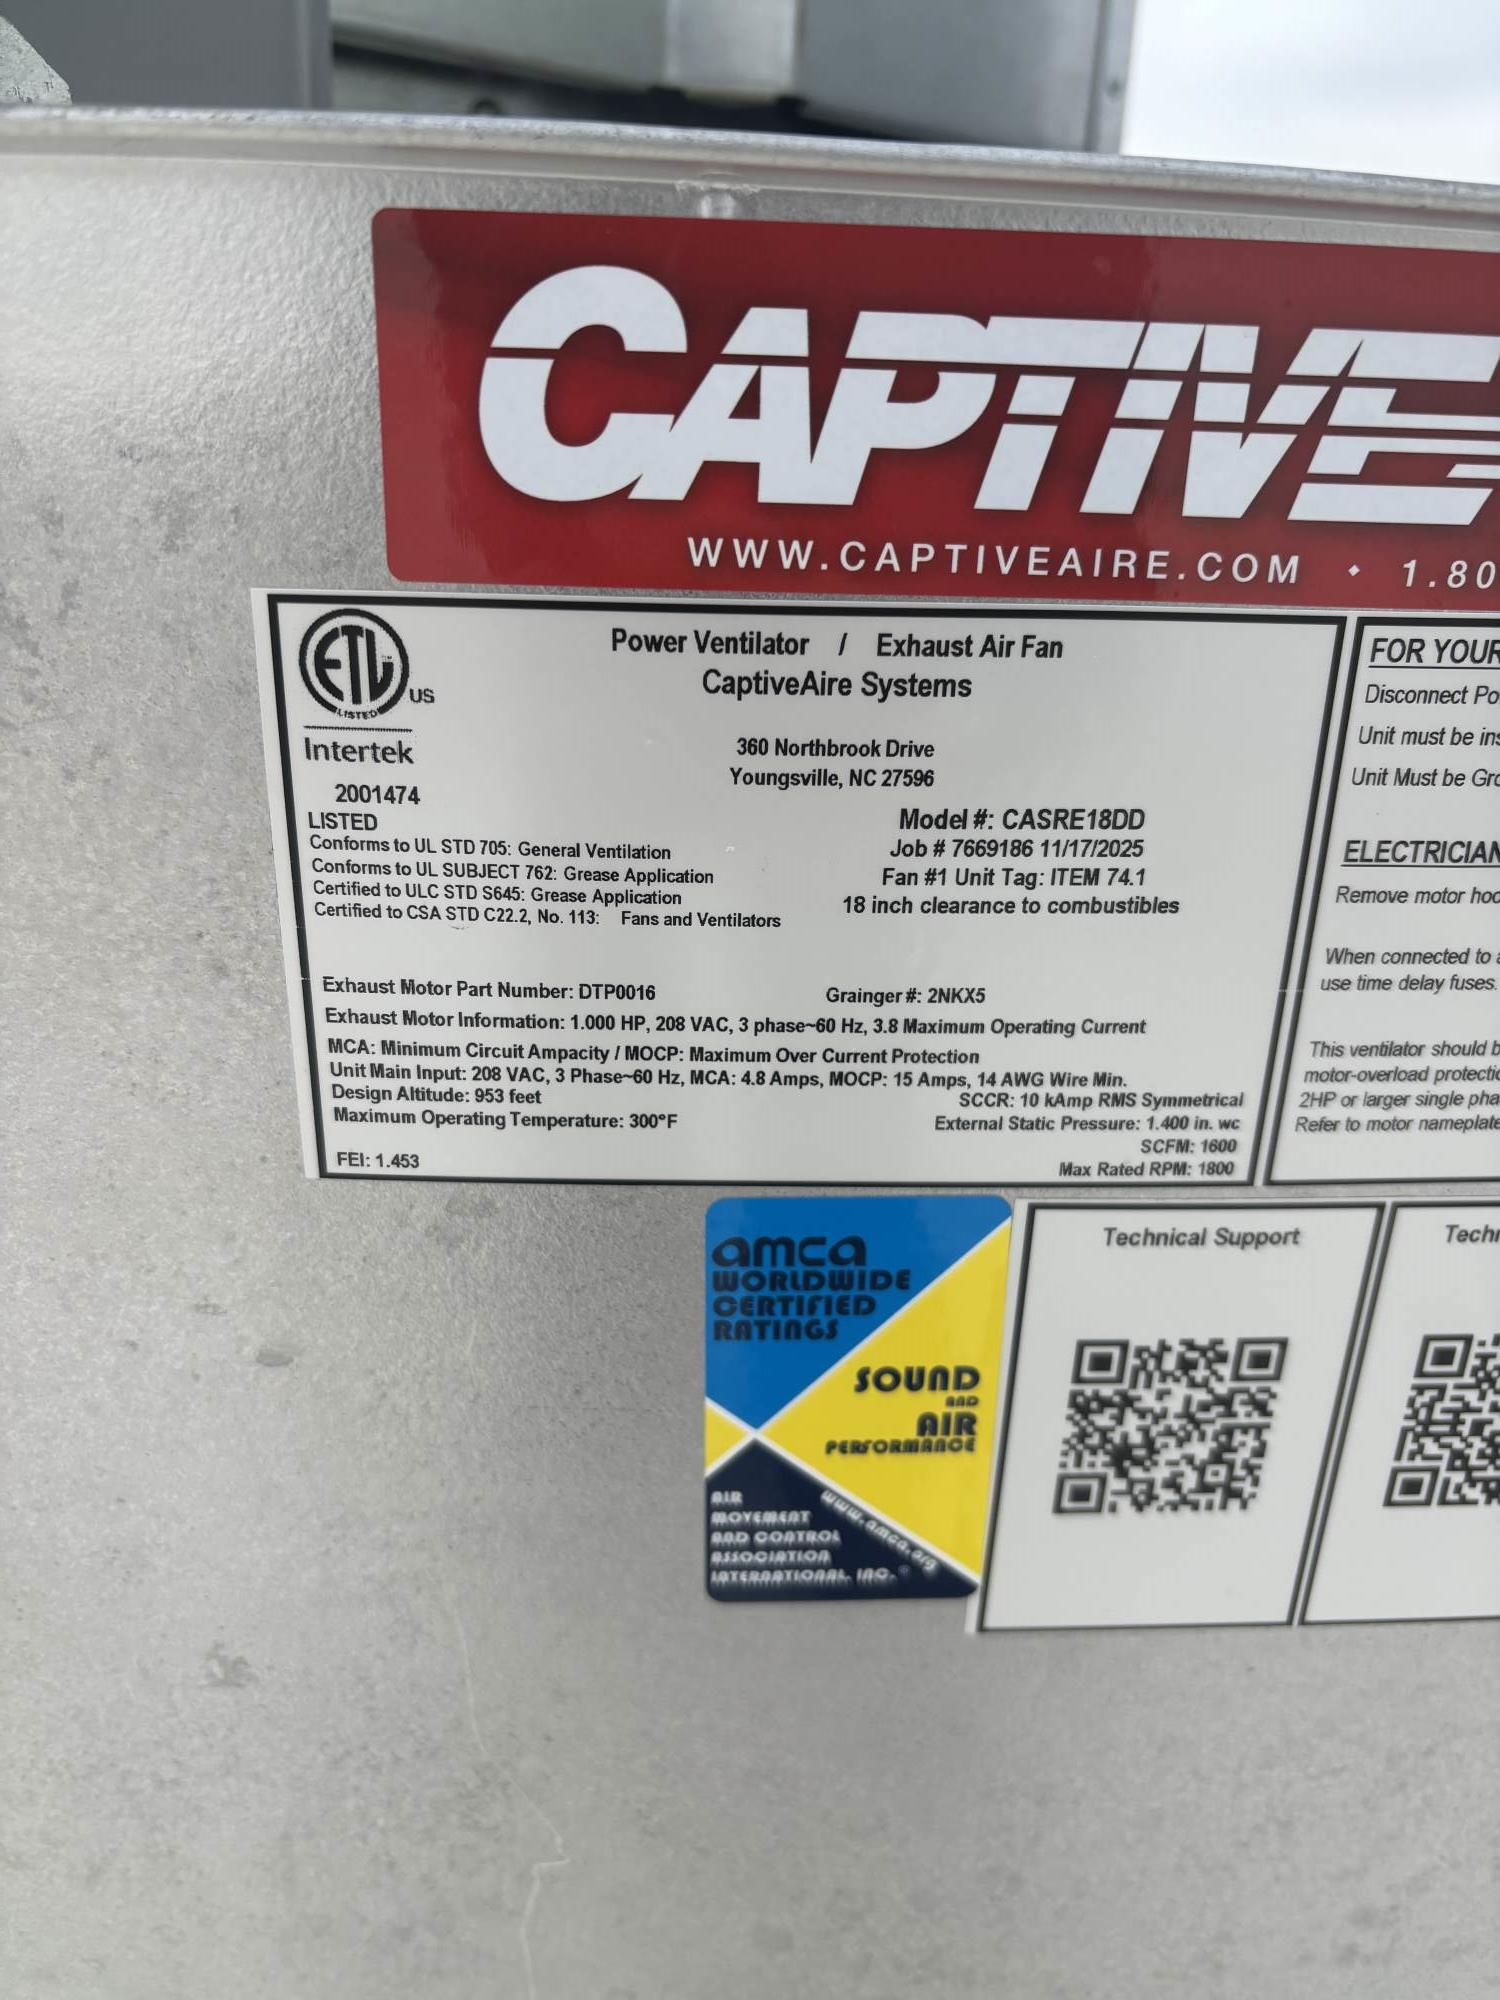 CAPTIVE
WWW.CAPTIVEAIRE.COM • 1.80
ETL LISTED US
Intertek
2001474
LISTED
Conforms to UL STD 705: General Ventilation
Conforms to UL SUBJECT 762: Grease Application
Certified to ULC STD S645: Grease Application
Certified to CSA STD C22.2, No. 113: Fans and Ventilators
Power Ventilator / Exhaust Air Fan
CaptiveAire Systems
360 Northbrook Drive
Youngsville, NC 27596
Model #: CASRE18DD
Job # 7669186 11/17/2025
Fan #1 Unit Tag: ITEM 74.1
18 inch clearance to combustibles
Exhaust Motor Part Number: DTP0016 Grainger #: 2NKX5
Exhaust Motor Information: 1.000 HP, 208 VAC, 3 phase~60 Hz, 3.8 Maximum Operating Current
MCA: Minimum Circuit Ampacity / MOCP: Maximum Over Current Protection
Unit Main Input: 208 VAC, 3 Phase~60 Hz, MCA: 4.8 Amps, MOCP: 15 Amps, 14 AWG Wire Min.
Design Altitude: 953 feet SCCR: 10 kAmp RMS Symmetrical
Maximum Operating Temperature: 300°F External Static Pressure: 1.400 in. wc
SCFM: 1600
FEI: 1.453 Max Rated RPM: 1800
FOR YOUR
Disconnect Po
Unit must be ins
Unit Must be Gro
ELECTRICIAN
Remove motor hoo
When connected to a
use time delay fuses.
This ventilator should b
motor-overload protectio
2HP or larger single pha
Refer to motor nameplate
amca
WORLDWIDE
CERTIFIED
RATINGS
SOUND
AND
AIR
PERFORMANCE
AIR
MOVEMENT
AND CONTROL
ASSOCIATION
INTERNATIONAL, INC.®
www.amca.org
Technical Support
Techn